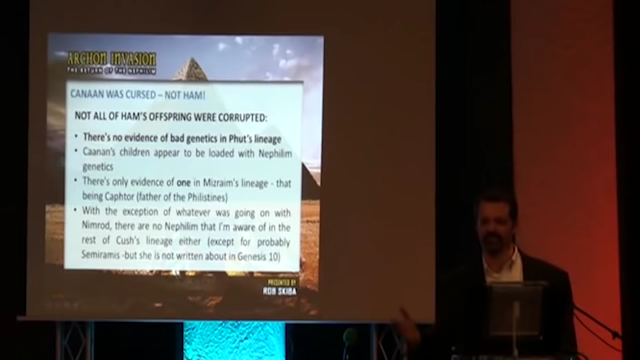 ARCHON INVASION
THE RETURN OF THE NEPHILIM
CANAAN WAS CURSED – NOT HAM!
NOT ALL OF HAM'S OFFSPRING WERE CORRUPTED:
• There's no evidence of bad genetics in Phut's lineage
• Caanan's children appear to be loaded with Nephilim
genetics
• There's only evidence of one in Mizraim's lineage - that
being Caphtor (father of the Philistines)
• With the exception of whatever was going on with
Nimrod, there are no Nephilim that I'm aware of in the
rest of Cush's lineage either (except for probably
Semiramis -but she is not written about in Genesis 10)
PRESENTED BY
ROB SKIBA